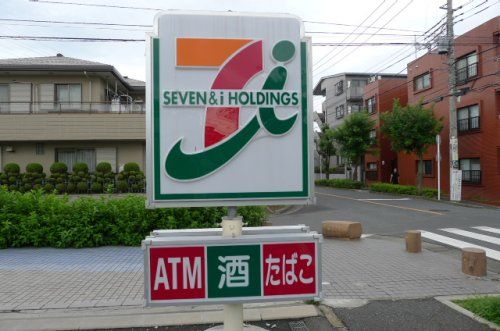 SEVEN & i HOLDINGS
ATM 酒 たばこ